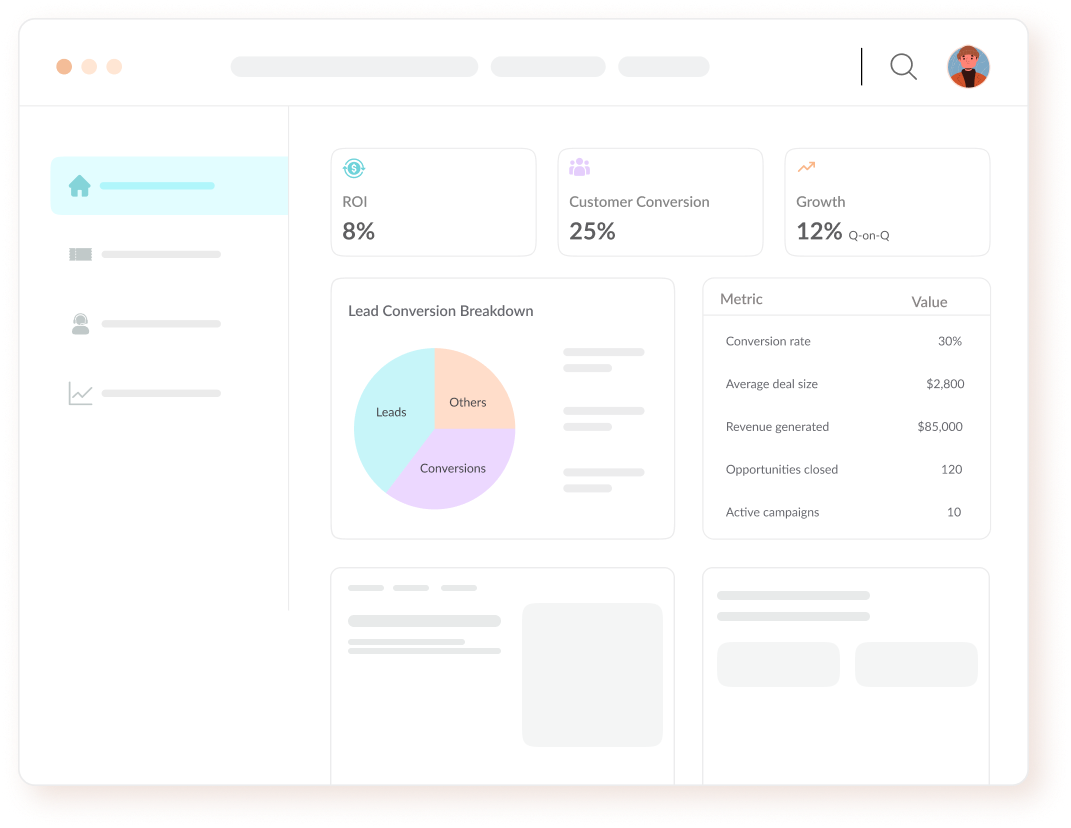 ROI
8%
Customer Conversion
25%
Growth
12% Q-on-Q
Lead Conversion Breakdown
Leads
Others
Conversions
Metric Value
Conversion rate 30%
Average deal size $2,800
Revenue generated $85,000
Opportunities closed 120
Active campaigns 10